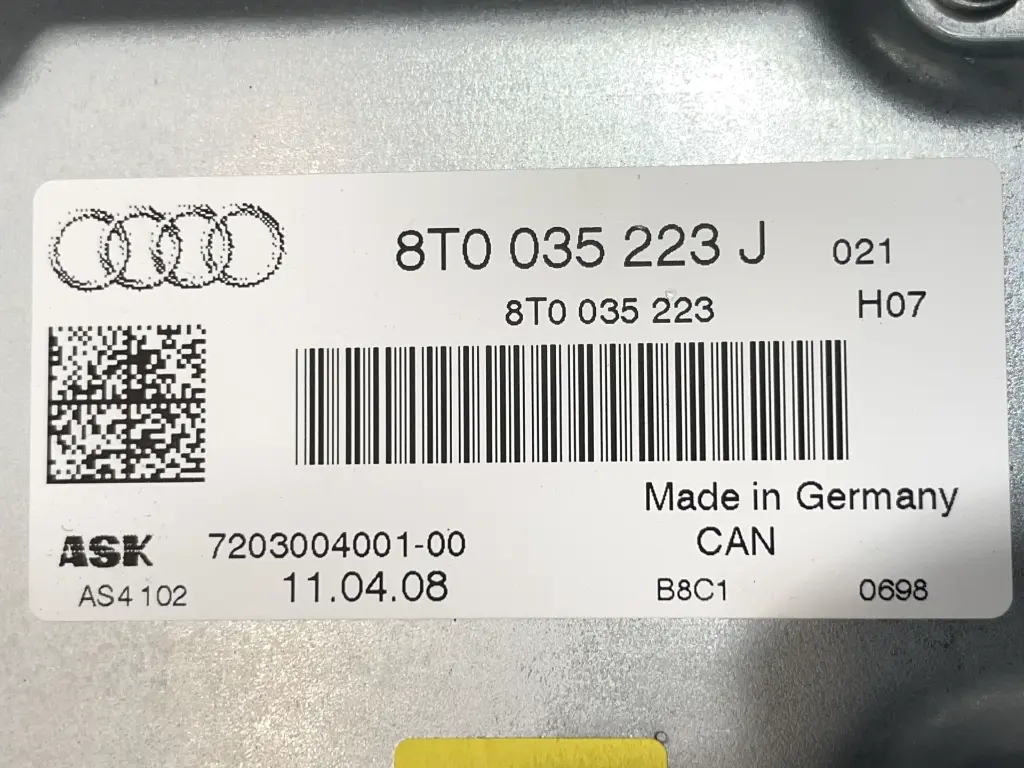 8T0 035 223 J 021
8T0 035 223 H07
Made in Germany
ASK 7203004001-00 CAN
AS4 102 11.04.08 B8C1 0698